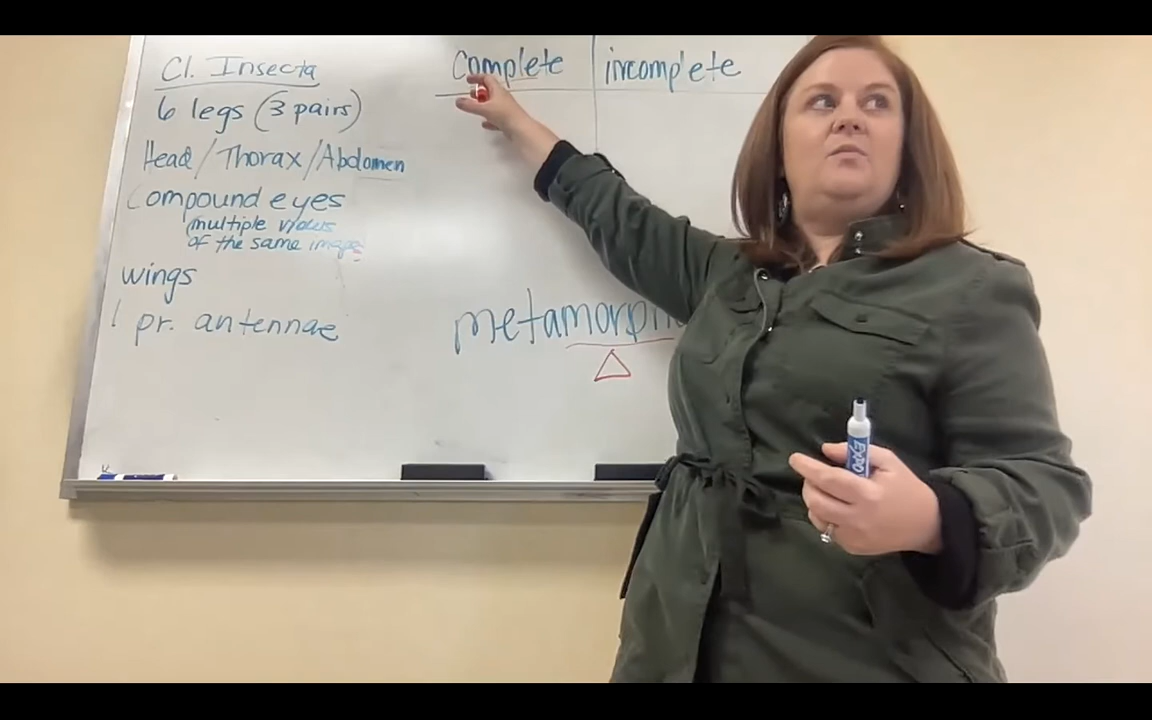 Cl. Insecta
6 legs (3 pairs)
Head/Thorax/Abdomen
Compound eyes
multiple views
of the same image
wings
1 pr. antennae
Complete
incomplete
EXPO